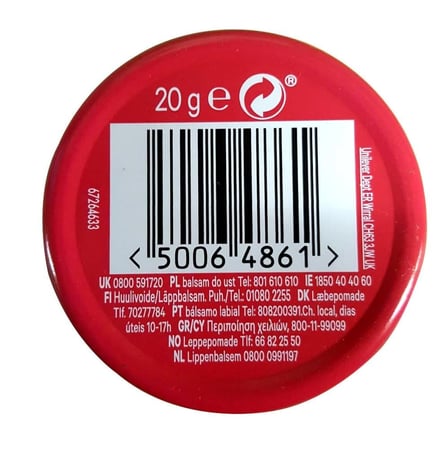 20 g e ®
Unilever Dept ER Wirral CH63 3JW UK
67264633
< 5006 4861 >
UK 0800 591720 PL balsam do ust Tel: 801 610 610 IE 1850 40 40 60
FI Huulivoide/Läppbalsam. Puh./Tel: 01080 2255 DK Læbepomade
Tlf. 70277784 PT bálsamo labial Tel: 808200391.Ch. local, dias
úteis 10-17h GR/CY Περιποίηση χειλιών, 800-11-99099
NO Leppepomade Tlf: 66 82 25 50
NL Lippenbalsem 0800 0991197